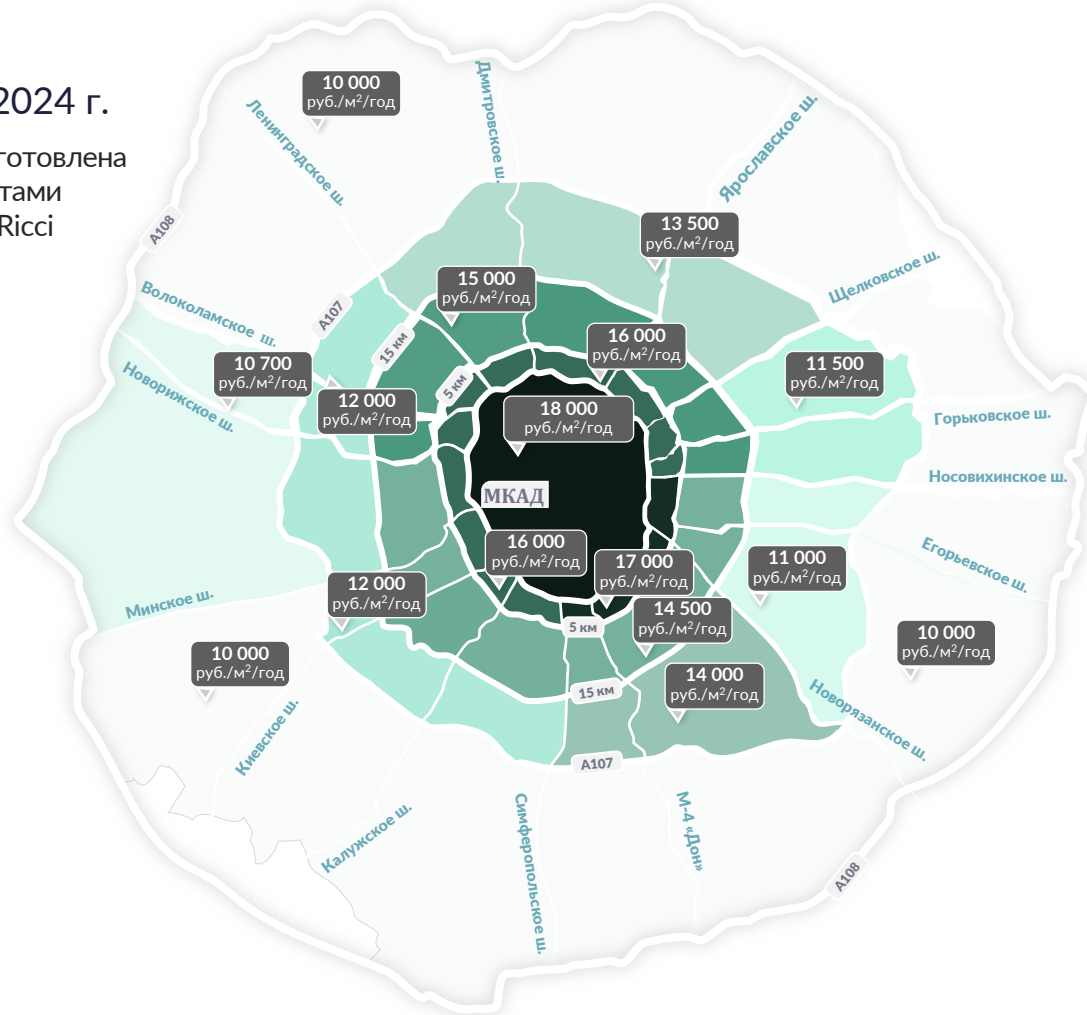 2024 г.
готовлена
тами
Ricci
10 000
руб./м²/год
Ленинградское ш.
Дмитровское ш.
Ярославское ш.
А108
13 500
руб./м²/год
Щелковское ш.
15 000
руб./м²/год
Волоколамское ш.
А107
15 км
16 000
руб./м²/год
10 700
руб./м²/год
11 500
руб./м²/год
Новорижское ш.
12 000
руб./м²/год
5 км
18 000
руб./м²/год
Горьковское ш.
МКАД
Носовихинское ш.
16 000
руб./м²/год
17 000
руб./м²/год
11 000
руб./м²/год
Егорьевское ш.
Минское ш.
12 000
руб./м²/год
14 500
руб./м²/год
5 км
10 000
руб./м²/год
10 000
руб./м²/год
14 000
руб./м²/год
15 км
Новорязанское ш.
Киевское ш.
А107
Калужское ш.
Симферопольское ш.
М-4 «Дон»
А108